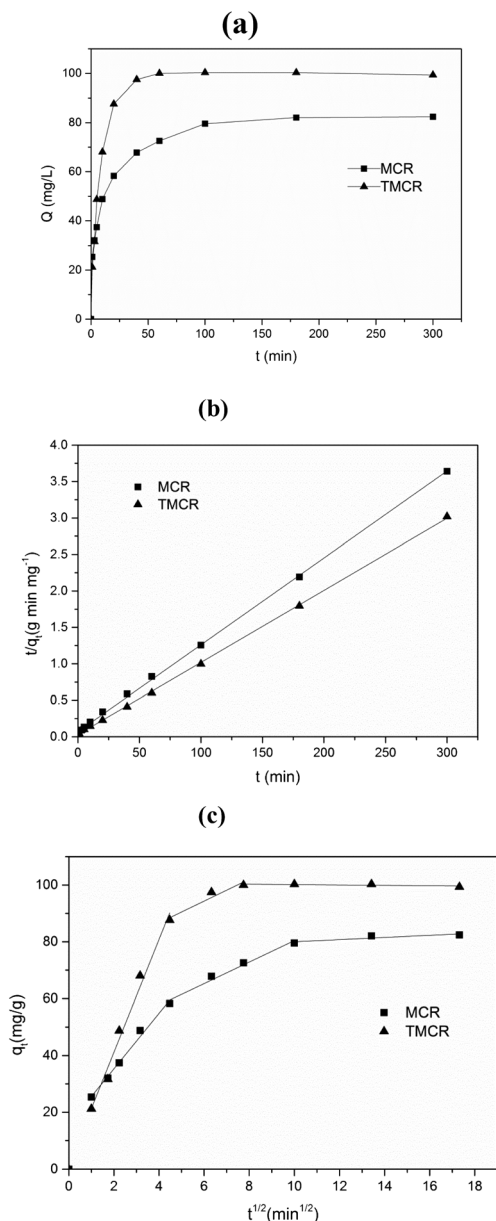 (a)
100
80
60
40
20
0
Q (mg/L)
MCR
TMCR
0 50 100 150 200 250 300
t (min)
(b)
4.0
3.5
3.0
2.5
2.0
1.5
1.0
0.5
0.0
t/qt(g min mg⁻¹)
MCR
TMCR
0 50 100 150 200 250 300
t (min)
(c)
100
80
60
40
20
0
qt(mg/g)
MCR
TMCR
0 2 4 6 8 10 12 14 16 18
t1/2(min1/2)